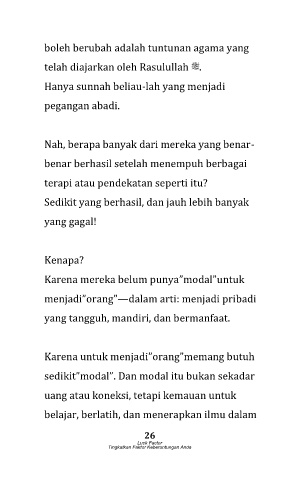 boleh berubah adalah tuntunan agama yang
telah diajarkan oleh Rasulullah ﷺ.
Hanya sunnah beliau-lah yang menjadi
pegangan abadi.
Nah, berapa banyak dari mereka yang benar-
benar berhasil setelah menempuh berbagai
terapi atau pendekatan seperti itu?
Sedikit yang berhasil, dan jauh lebih banyak
yang gagal!
Kenapa?
Karena mereka belum punya”modal”untuk
menjadi”orang”—dalam arti: menjadi pribadi
yang tangguh, mandiri, dan bermanfaat.
Karena untuk menjadi”orang”memang butuh
sedikit”modal”. Dan modal itu bukan sekadar
uang atau koneksi, tetapi kemauan untuk
belajar, berlatih, dan menerapkan ilmu dalam
26
Luck Factor
Tingkatkan Faktor Keberuntungan Anda